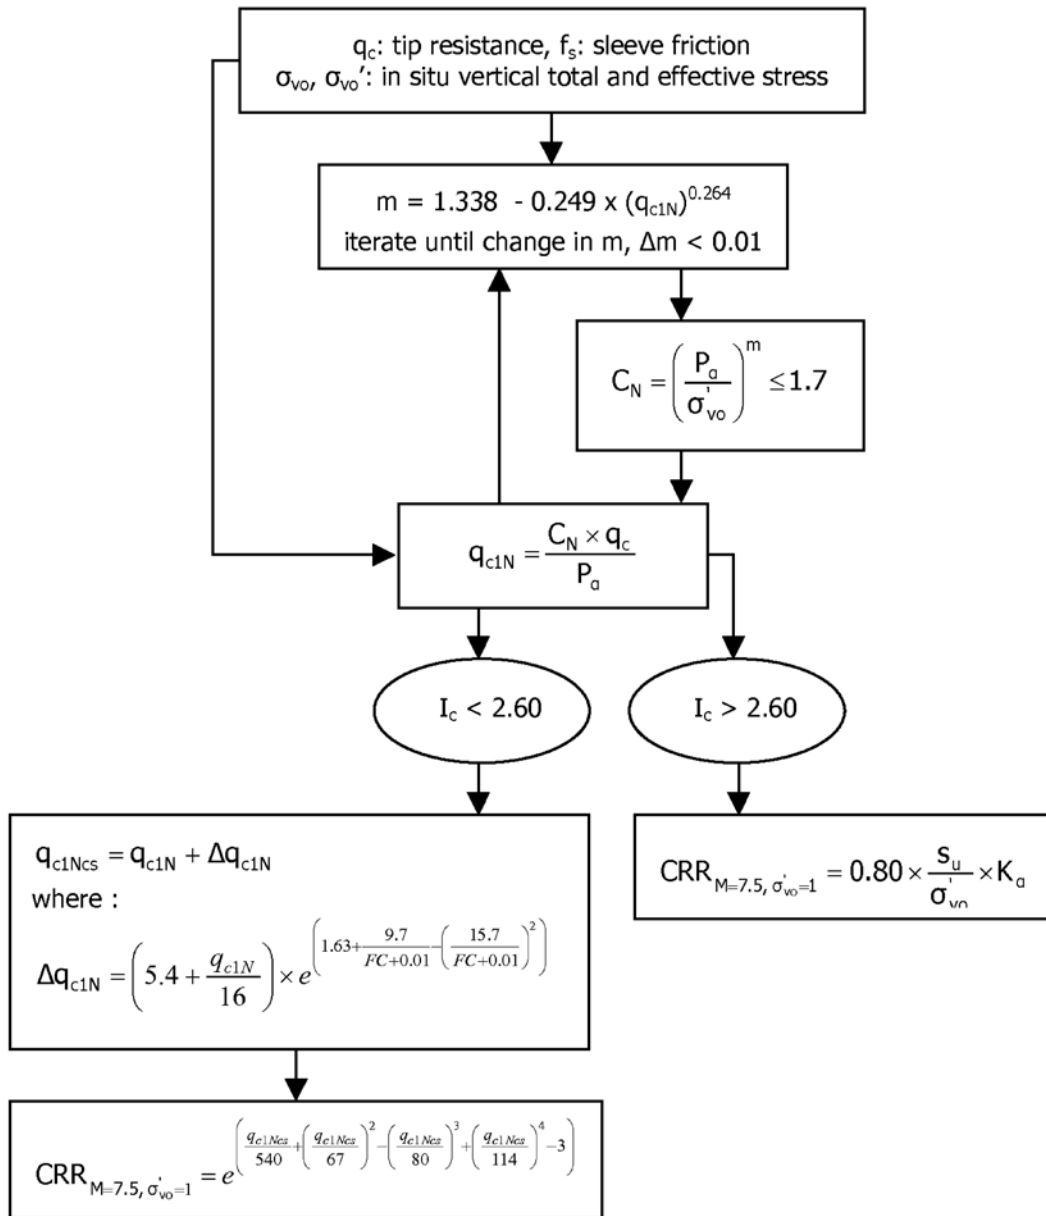 q_c: tip resistance, f_s: sleeve friction
σ_vo, σ_vo′: in situ vertical total and effective stress
m = 1.338 - 0.249 x (q_c1N)^0.264
iterate until change in m, Δm < 0.01
C_N = (P_a / σ'_vo)^m ≤ 1.7
q_c1N = (C_N × q_c) / P_a
I_c < 2.60
I_c > 2.60
q_c1Ncs = q_c1N + Δq_c1N
where :
Δq_c1N = (5.4 + q_c1N / 16) × e^(1.63 + 9.7 / (FC+0.01) − (15.7 / (FC+0.01))^2)
CRR_M=7.5, σ'_vo=1 = 0.80 × s_u / σ'_vo × K_α
CRR_M=7.5, σ'_vo=1 = e^(q_c1Ncs / 540 + (q_c1Ncs / 67)^2 − (q_c1Ncs / 80)^3 + (q_c1Ncs / 114)^4 − 3)